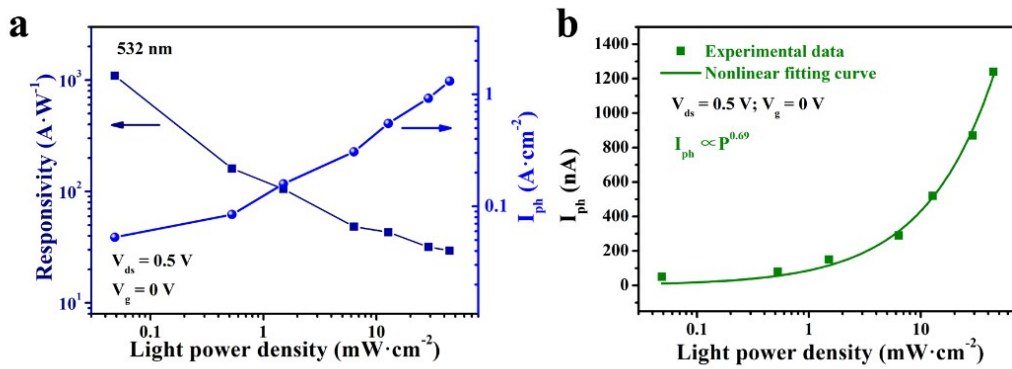 a
532 nm
Responsivity (A·W⁻¹)
10³
10²
10¹
V_ds = 0.5 V
V_g = 0 V
I_ph (A·cm⁻²)
1
0.1
0.1 1 10
Light power density (mW·cm⁻²)
b
Experimental data
Nonlinear fitting curve
V_ds = 0.5 V; V_g = 0 V
I_ph ∝ P^0.69
I_ph (nA)
1400
1200
1000
800
600
400
200
0
0.1 1 10
Light power density (mW·cm⁻²)